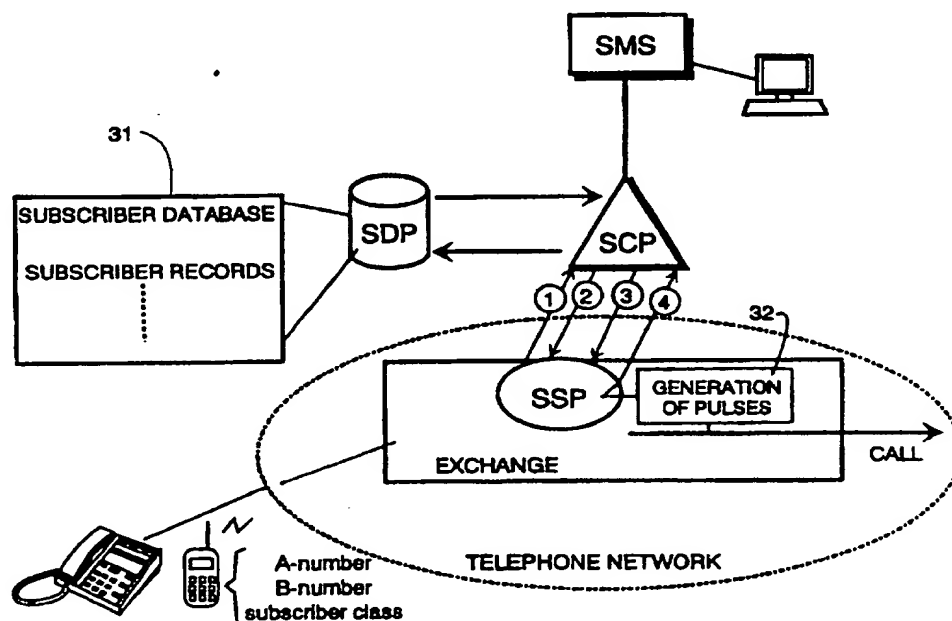 SMS
31
SUBSCRIBER DATABASE
SUBSCRIBER RECORDS
SDP
SCP
1
2
3
4
32
SSP
GENERATION
OF PULSES
CALL
EXCHANGE
TELEPHONE NETWORK
A-number
B-number
subscriber class